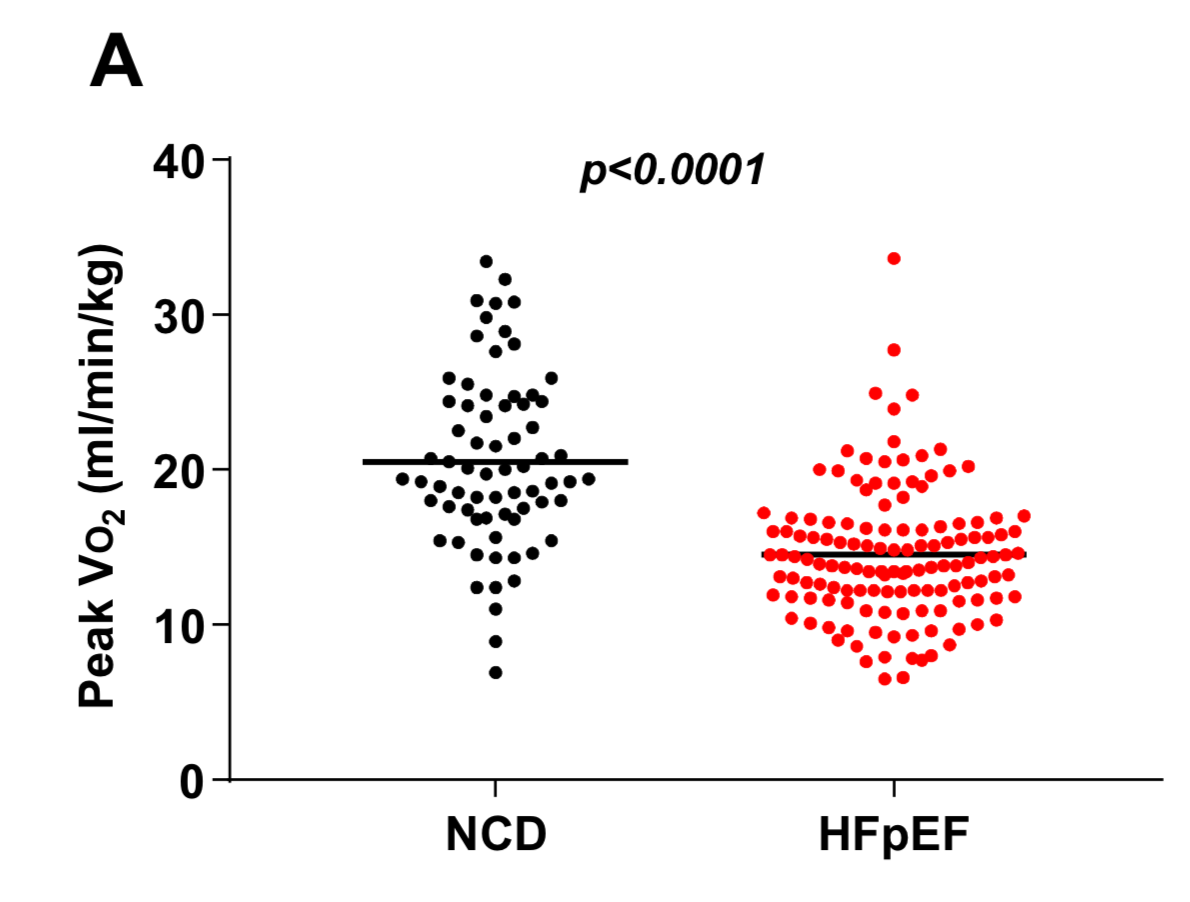 A
p<0.0001
Peak VO₂ (ml/min/kg)
40
30
20
10
0
NCD
HFpEF